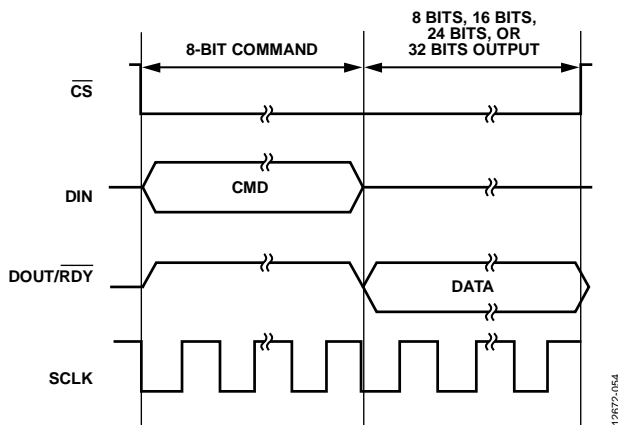 8-BIT COMMAND
8 BITS, 16 BITS,
24 BITS, OR
32 BITS OUTPUT
CS
DIN
CMD
DOUT/RDY
DATA
SCLK
12672-054